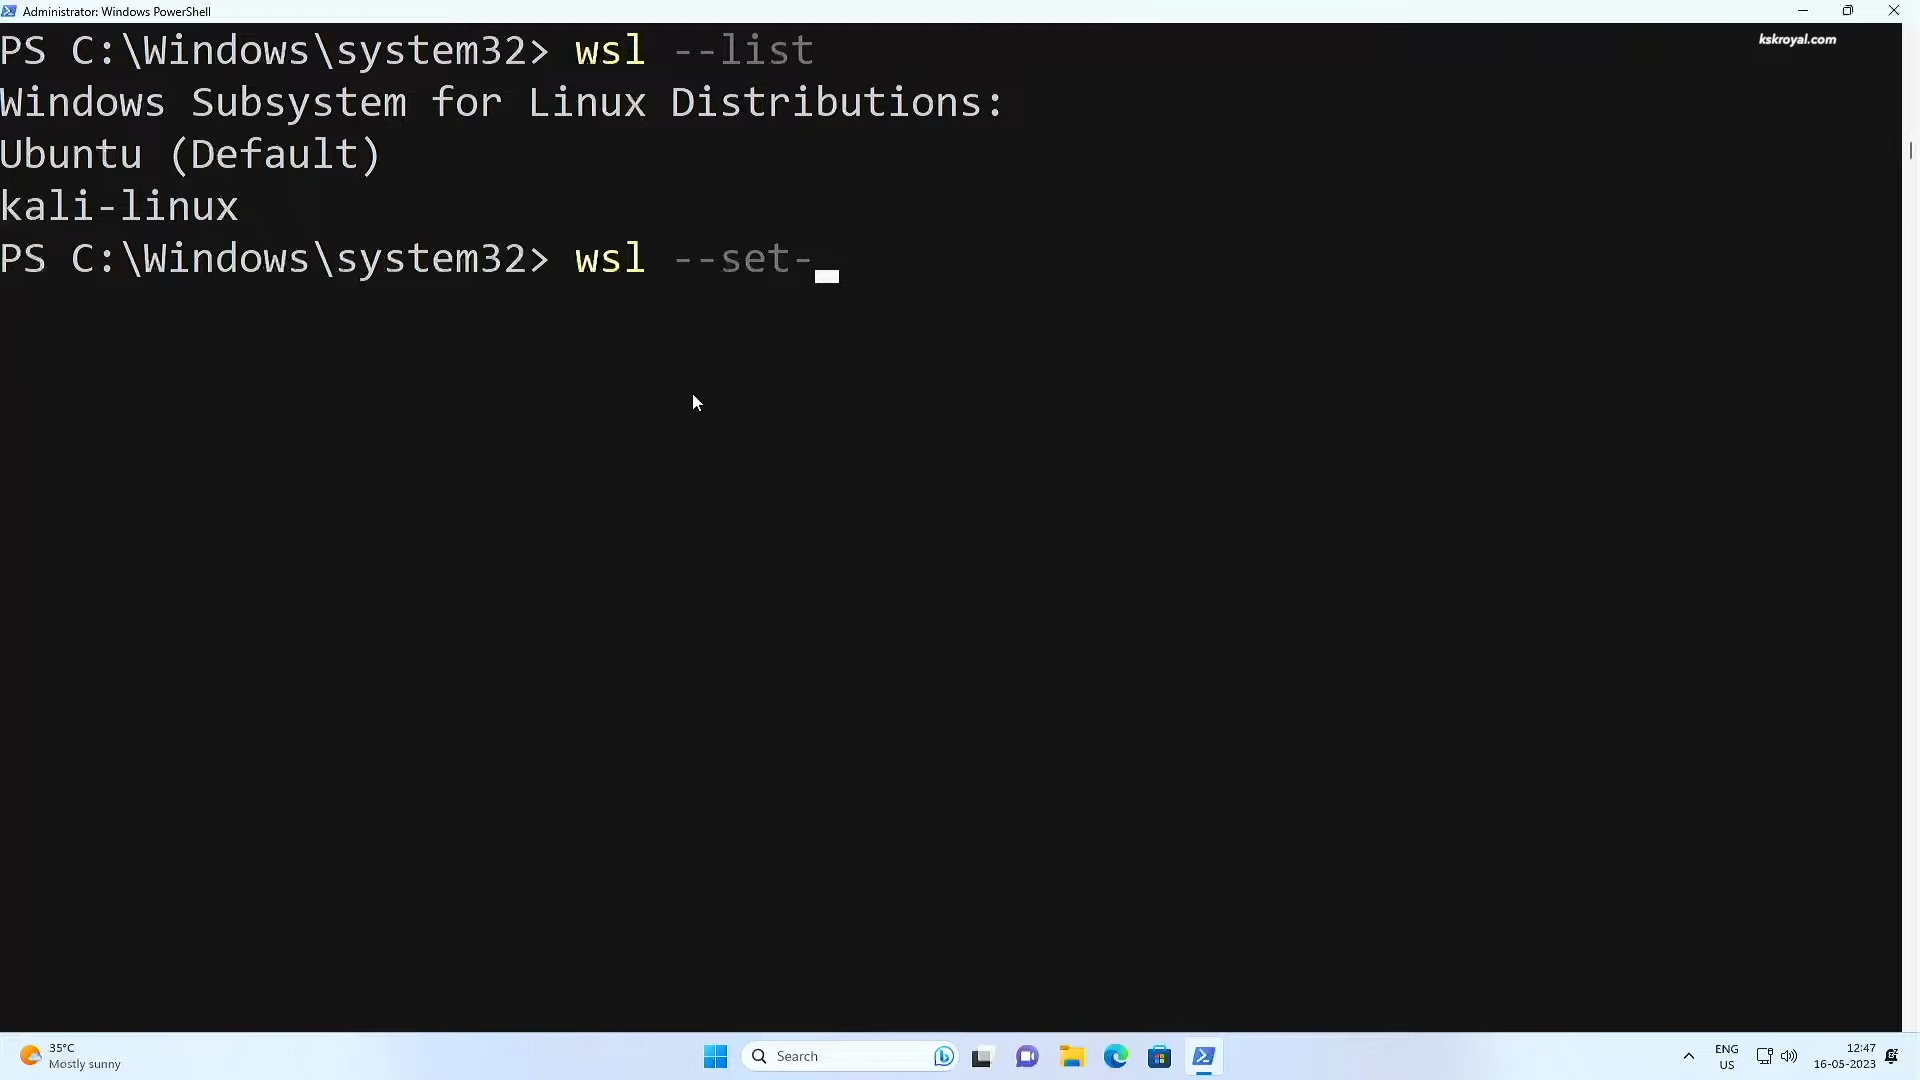 Administrator: Windows PowerShell
kskroyal.com
PS C:\Windows\system32> wsl --list
Windows Subsystem for Linux Distributions:
Ubuntu (Default)
kali-linux
PS C:\Windows\system32> wsl --set-
35°C
Mostly sunny
Search
ENG
US
12:47
16-05-2023